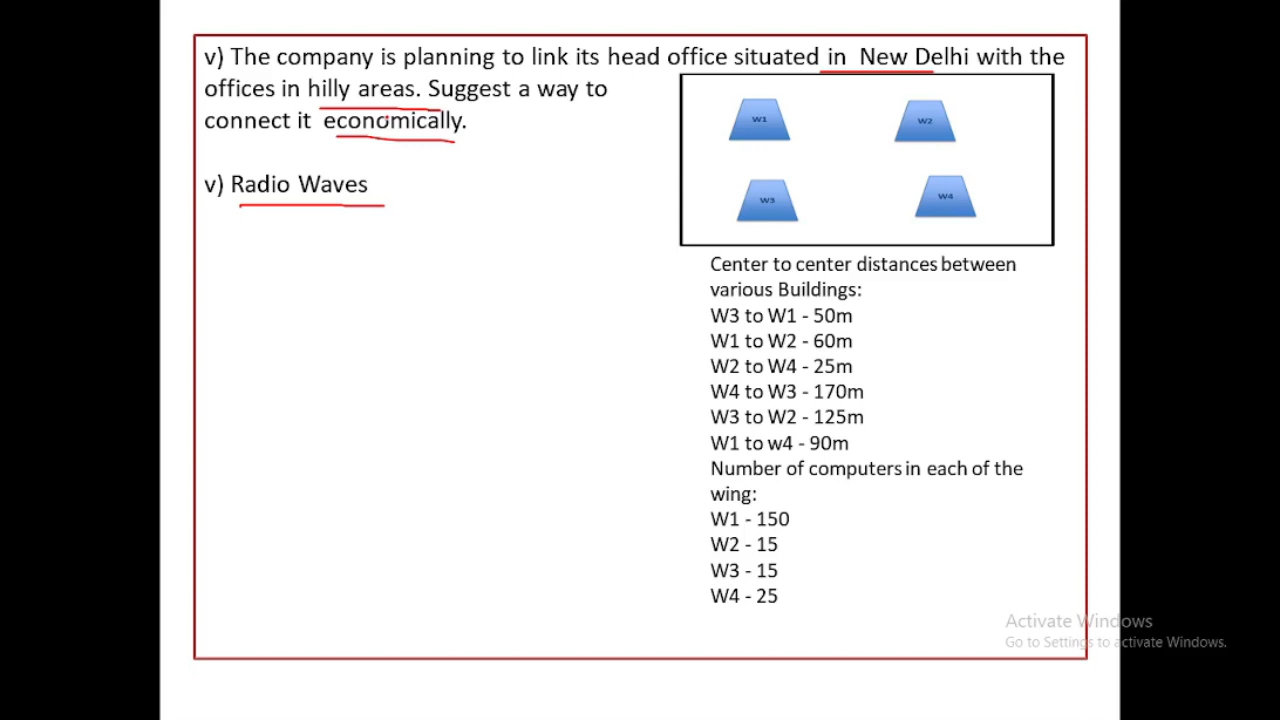 v) The company is planning to link its head office situated in New Delhi with the
offices in hilly areas. Suggest a way to
connect it economically.
v) Radio Waves
W1
W2
W3
W4
Center to center distances between
various Buildings:
W3 to W1 - 50m
W1 to W2 - 60m
W2 to W4 - 25m
W4 to W3 - 170m
W3 to W2 - 125m
W1 to w4 - 90m
Number of computers in each of the
wing:
W1 - 150
W2 - 15
W3 - 15
W4 - 25
Activate Windows
Go to Settings to activate Windows.